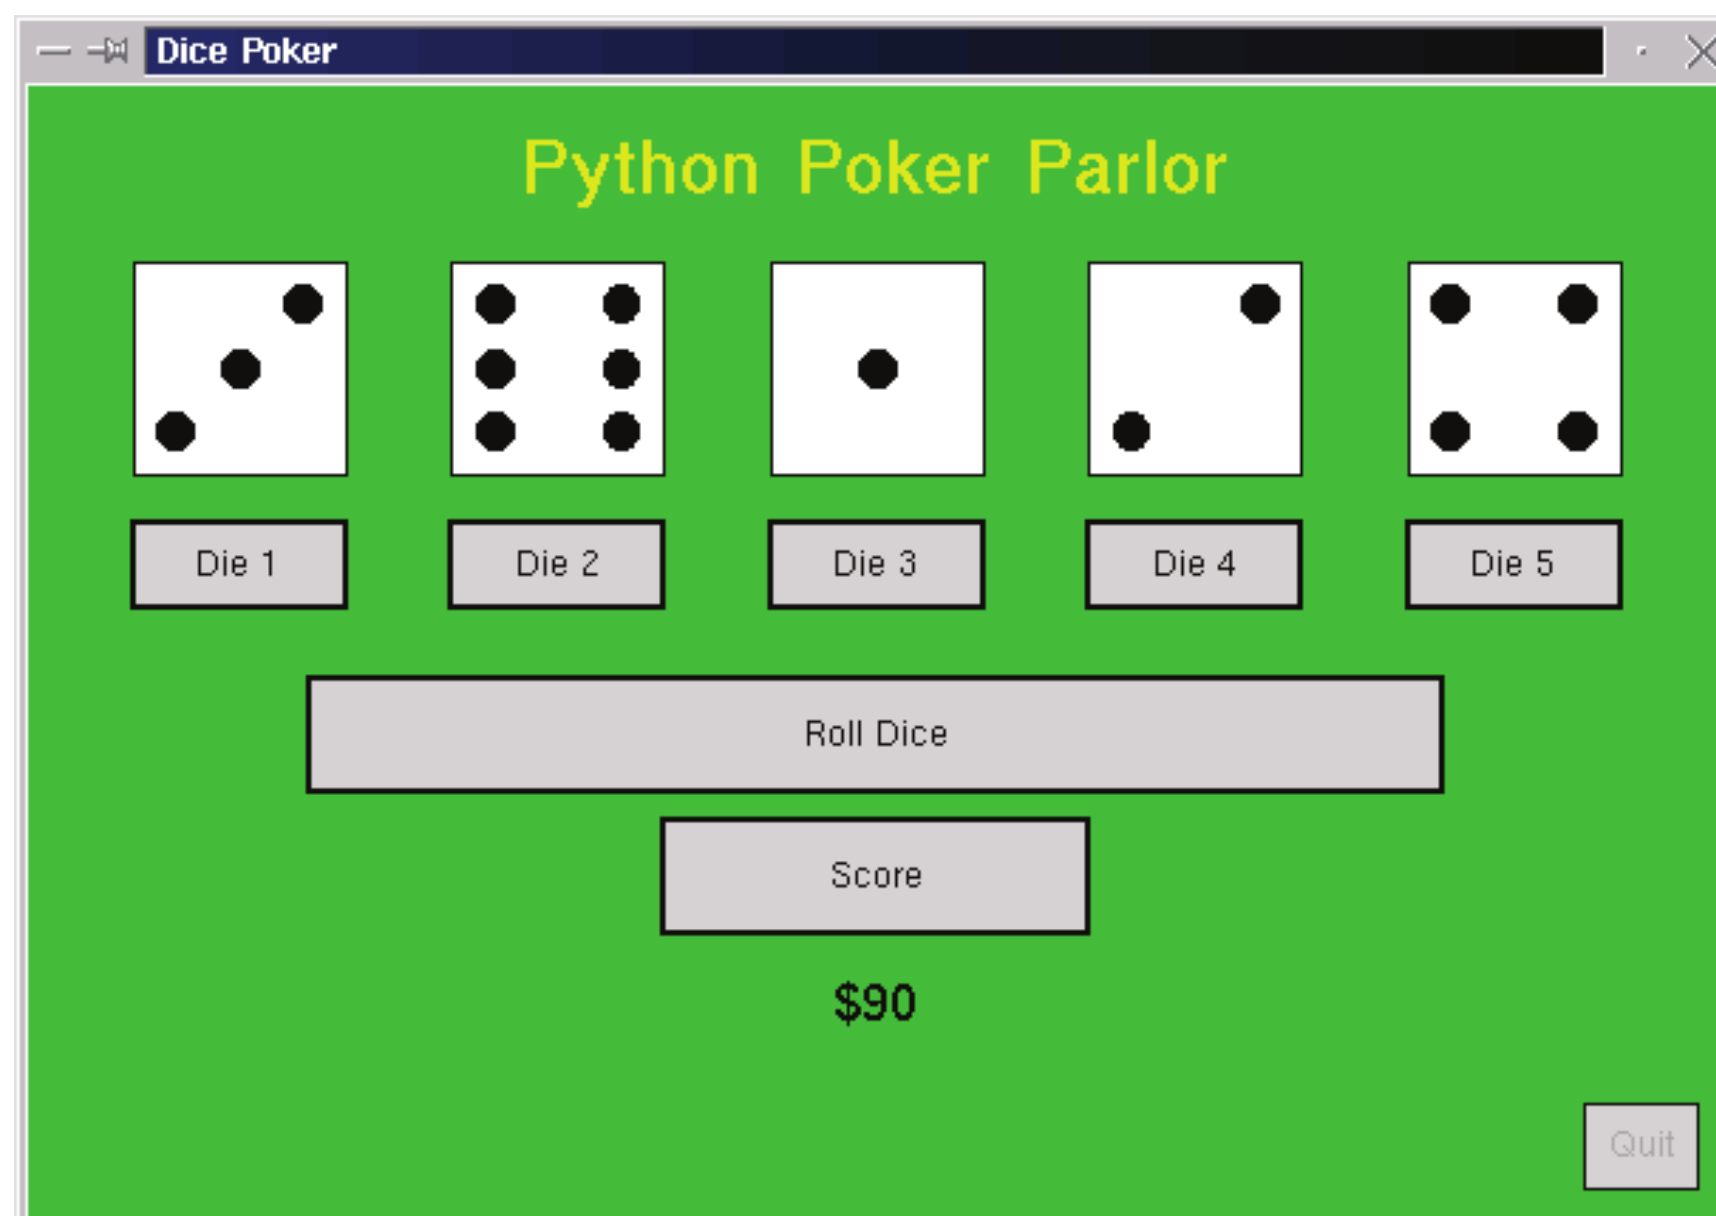 Dice Poker
Python Poker Parlor
Die 1 Die 2 Die 3 Die 4 Die 5
Roll Dice
Score
$90
Quit